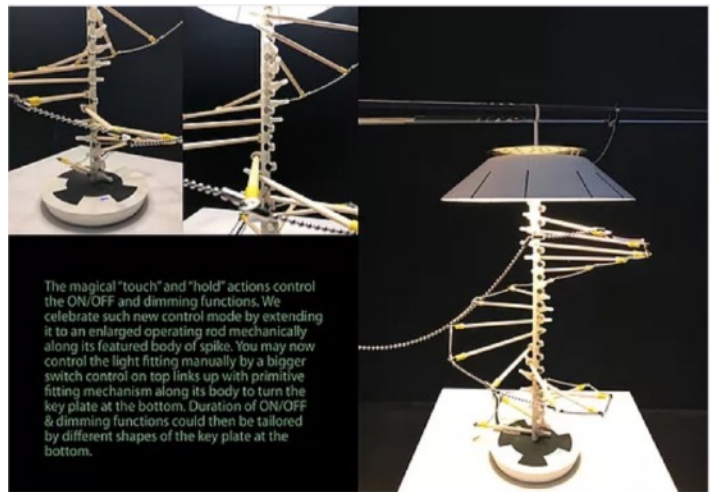 The magical "touch" and "hold" actions control
the ON/OFF and dimming functions. We
celebrate such new control mode by extending
it to an enlarged operating rod mechanically
along its featured body of spike. You may now
control the light fitting manually by a bigger
switch control on top links up with primitive
fitting mechanism along its body to turn the
key plate at the bottom. Duration of ON/OFF
& dimming functions could then be tailored
by different shapes of the key plate at the
bottom.